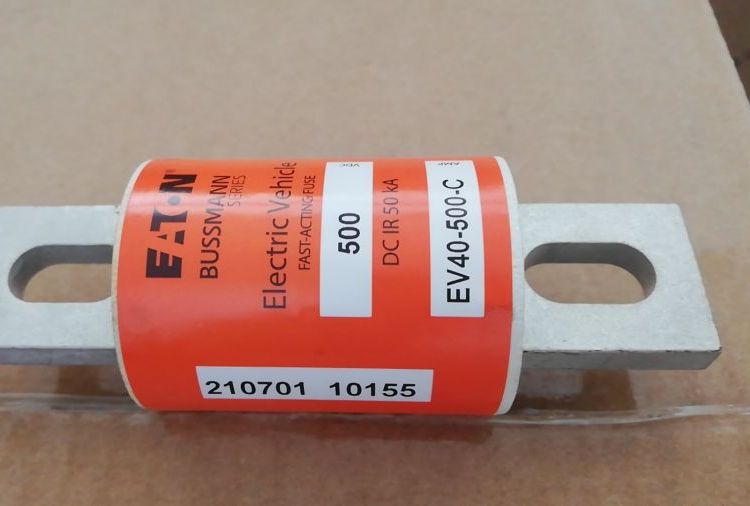 EATON
BUSSMANN
SERIES
Electric Vehicle
FAST-ACTING FUSE
VDC
500
DC IR 50 kA
AMP
EV40-500-C
210701 10155